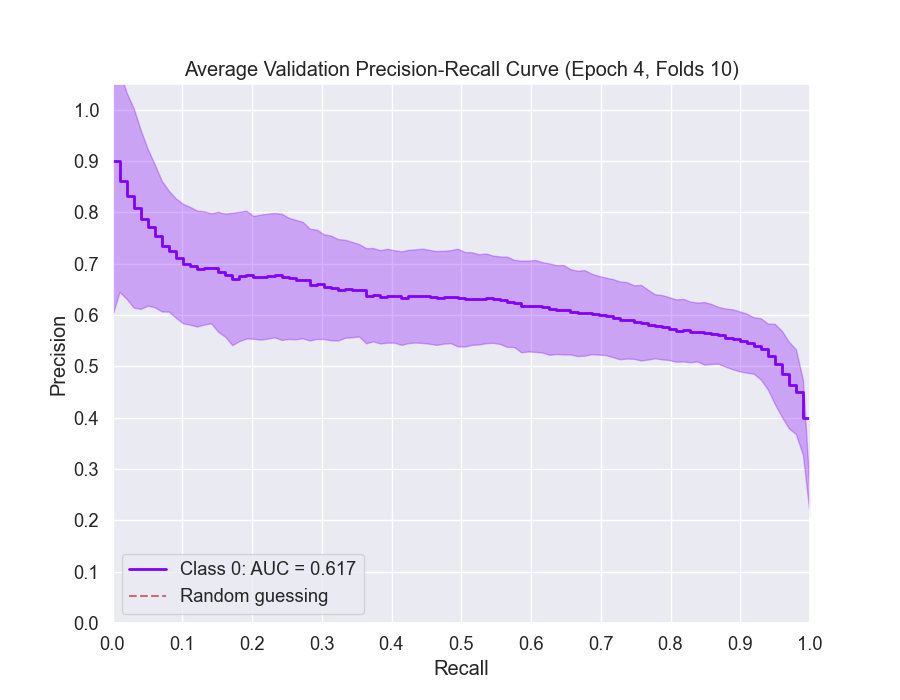 Average Validation Precision-Recall Curve (Epoch 4, Folds 10)
1.0
0.9
0.8
0.7
0.6
0.5
0.4
0.3
0.2
0.1
0.0
Precision
Class 0: AUC = 0.617
Random guessing
0.0 0.1 0.2 0.3 0.4 0.5 0.6 0.7 0.8 0.9 1.0
Recall